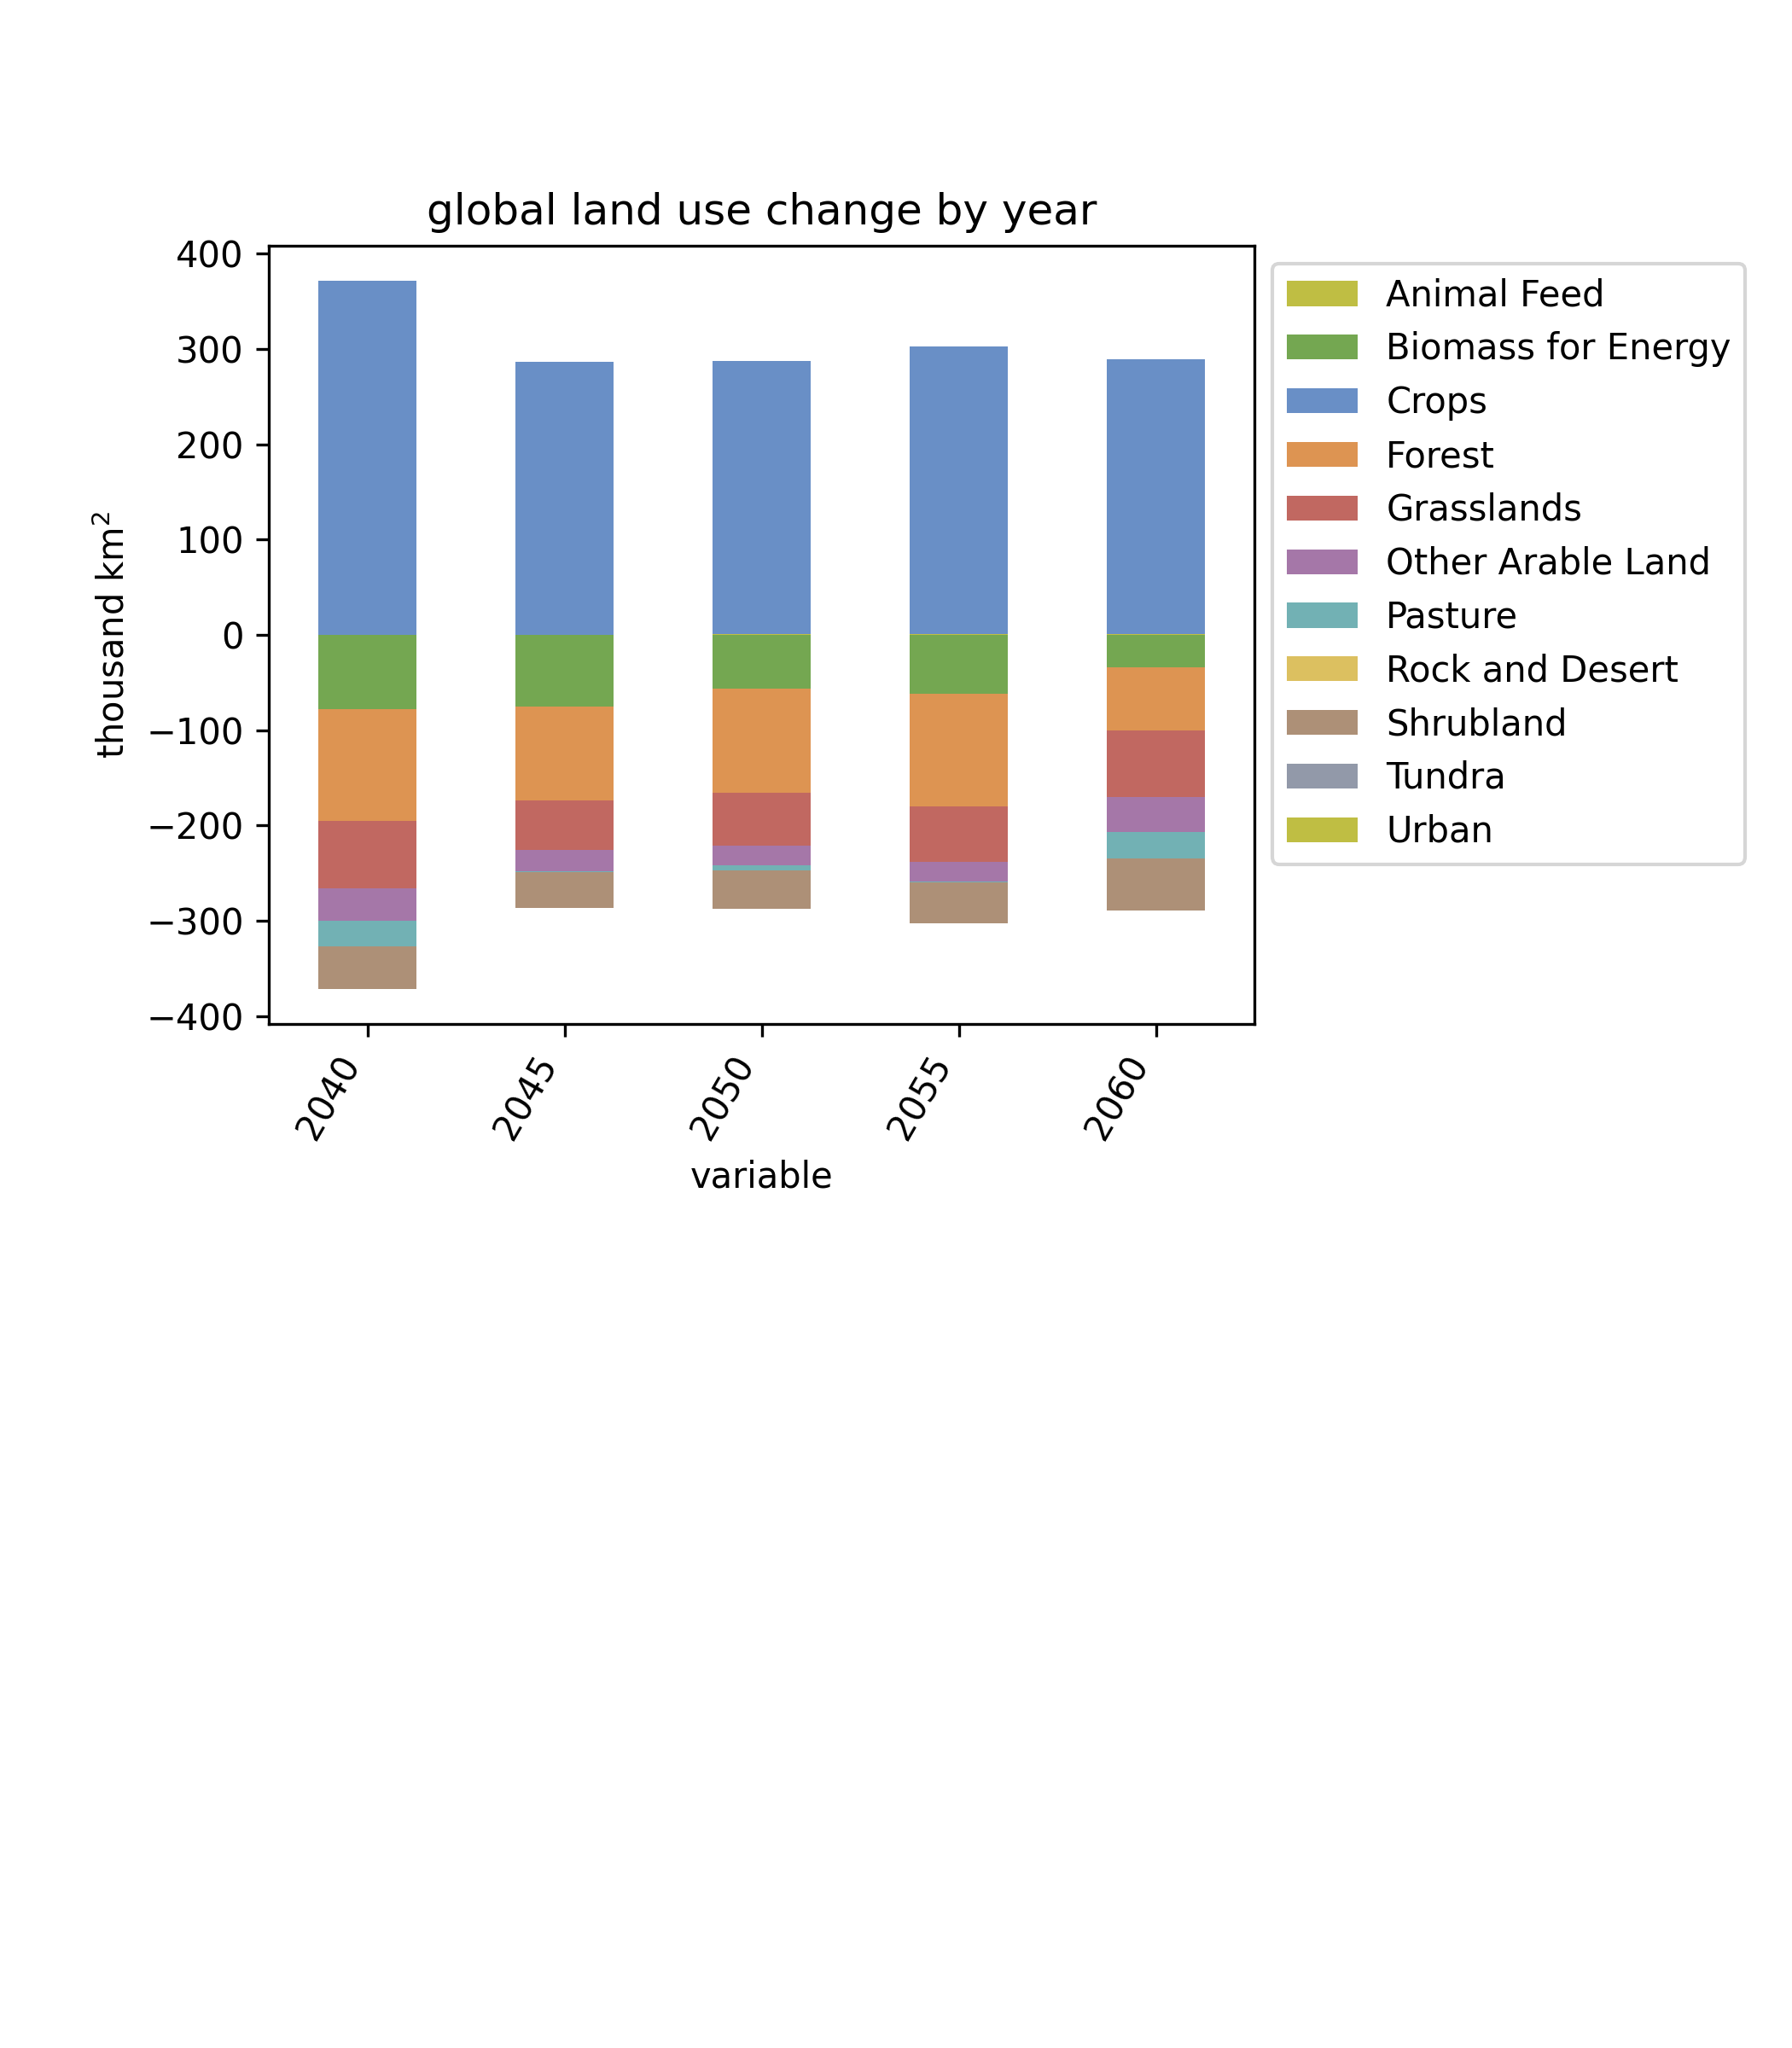 global land use change by year
400
300
200
100
0
−100
−200
−300
−400
thousand km²
2040
2045
2050
2055
2060
variable
Animal Feed
Biomass for Energy
Crops
Forest
Grasslands
Other Arable Land
Pasture
Rock and Desert
Shrubland
Tundra
Urban